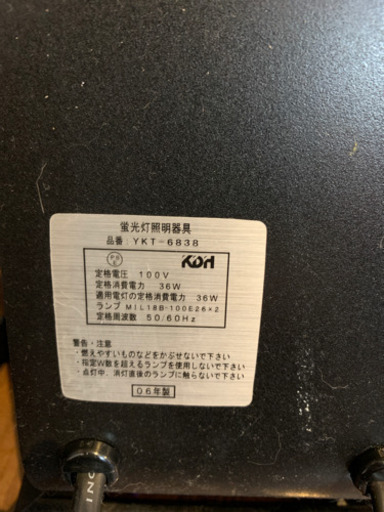 蛍光灯照明器具
品番：YKT-6838
PS
E
KOH
定格電圧 100V
定格消費電力 36W
適用電灯の定格消費電力 36W
ランプ MIL18B-100E26×2
定格周波数 50/60Hz
警告・注意
・燃えやすいものなどをかぶせないで下さい
・指定W数を超えるランプを使用しないで下さい
・点灯中、消灯直後のランプに触らないで下さい
06年製
INC